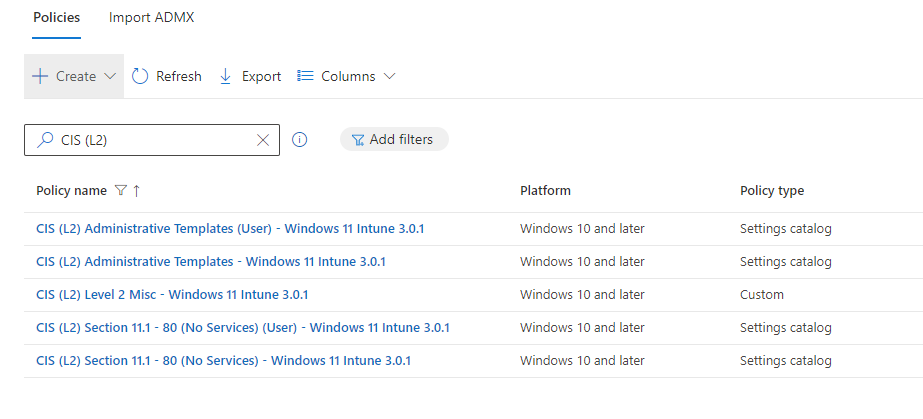 Policies Import ADMX
Create Refresh Export Columns
CIS (L2) Add filters
Policy name Platform Policy type
CIS (L2) Administrative Templates (User) - Windows 11 Intune 3.0.1 Windows 10 and later Settings catalog
CIS (L2) Administrative Templates - Windows 11 Intune 3.0.1 Windows 10 and later Settings catalog
CIS (L2) Level 2 Misc - Windows 11 Intune 3.0.1 Windows 10 and later Custom
CIS (L2) Section 11.1 - 80 (No Services) (User) - Windows 11 Intune 3.0.1 Windows 10 and later Settings catalog
CIS (L2) Section 11.1 - 80 (No Services) - Windows 11 Intune 3.0.1 Windows 10 and later Settings catalog